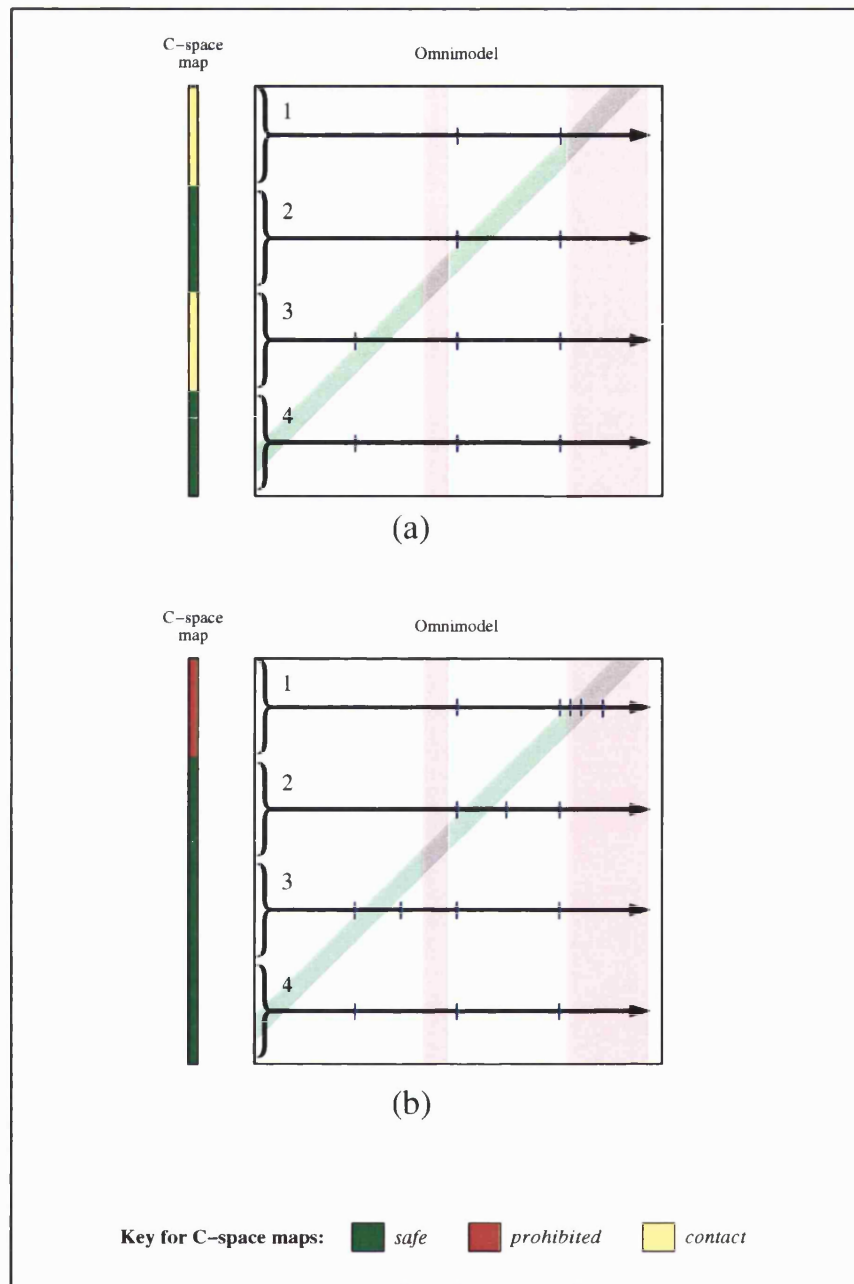 C-space
map
Omnimodel
1
2
3
4
(a)
C-space
map
Omnimodel
1
2
3
4
(b)
Key for C-space maps: safe prohibited contact